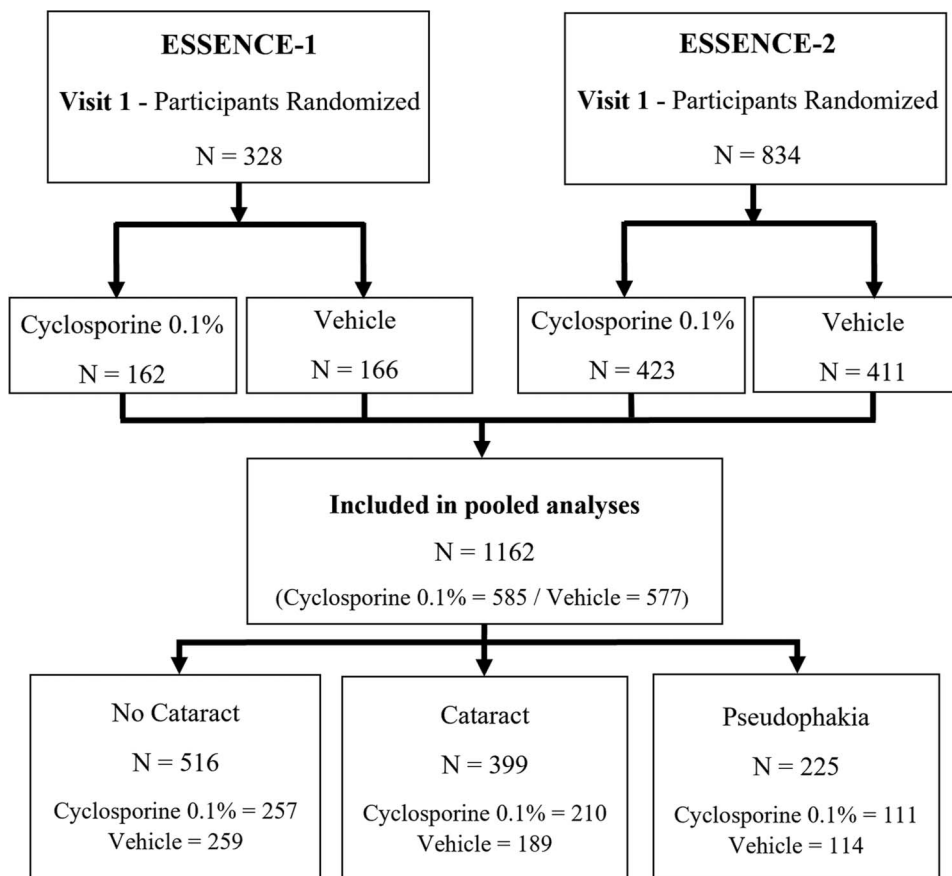 ESSENCE-1
Visit 1 - Participants Randomized
N = 328
ESSENCE-2
Visit 1 - Participants Randomized
N = 834
Cyclosporine 0.1%
N = 162
Vehicle
N = 166
Cyclosporine 0.1%
N = 423
Vehicle
N = 411
Included in pooled analyses
N = 1162
(Cyclosporine 0.1% = 585 / Vehicle = 577)
No Cataract
N = 516
Cyclosporine 0.1% = 257
Vehicle = 259
Cataract
N = 399
Cyclosporine 0.1% = 210
Vehicle = 189
Pseudophakia
N = 225
Cyclosporine 0.1% = 111
Vehicle = 114